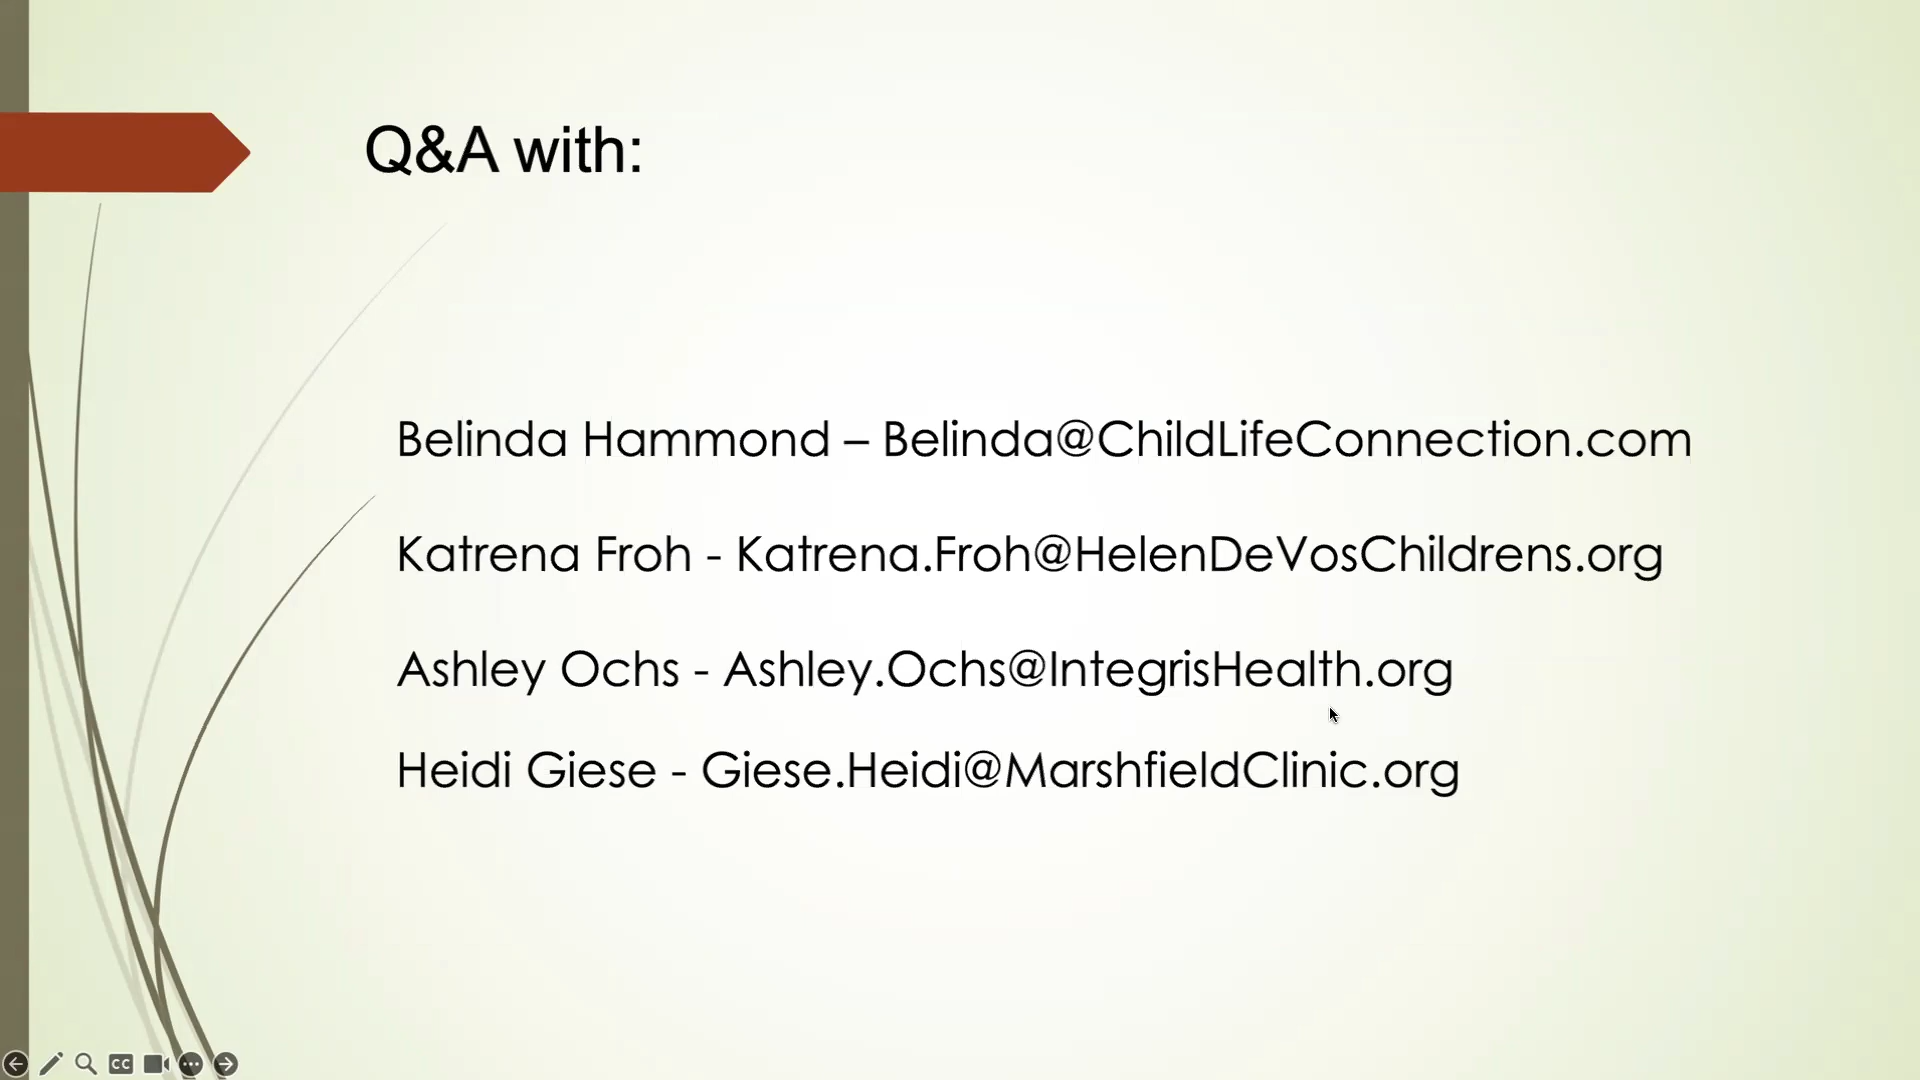 Q&A with:
Belinda Hammond – Belinda@ChildLifeConnection.com
Katrena Froh - Katrena.Froh@HelenDeVosChildrens.org
Ashley Ochs - Ashley.Ochs@IntegrisHealth.org
Heidi Giese - Giese.Heidi@MarshfieldClinic.org
CC